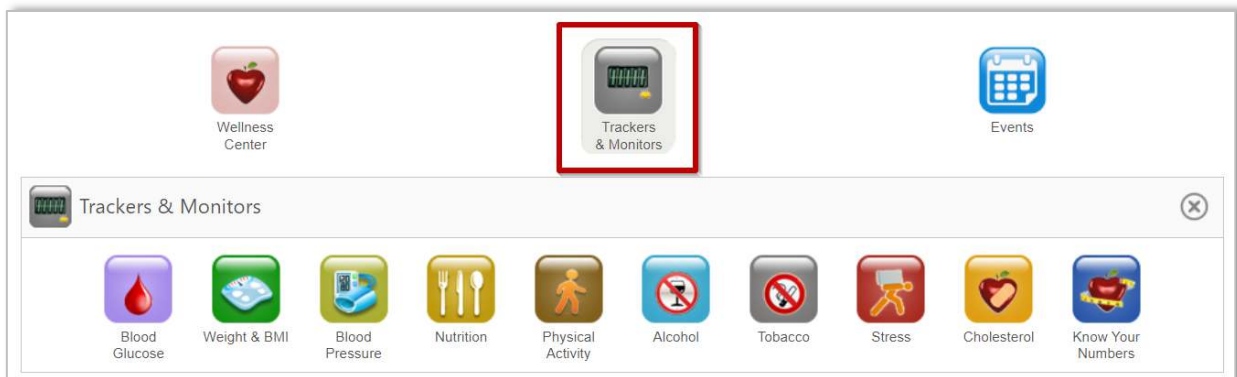 Wellness
Center
Trackers
& Monitors
Events
Trackers & Monitors
Blood
Glucose
Weight & BMI
Blood
Pressure
Nutrition
Physical
Activity
Alcohol
Tobacco
Stress
Cholesterol
Know Your
Numbers